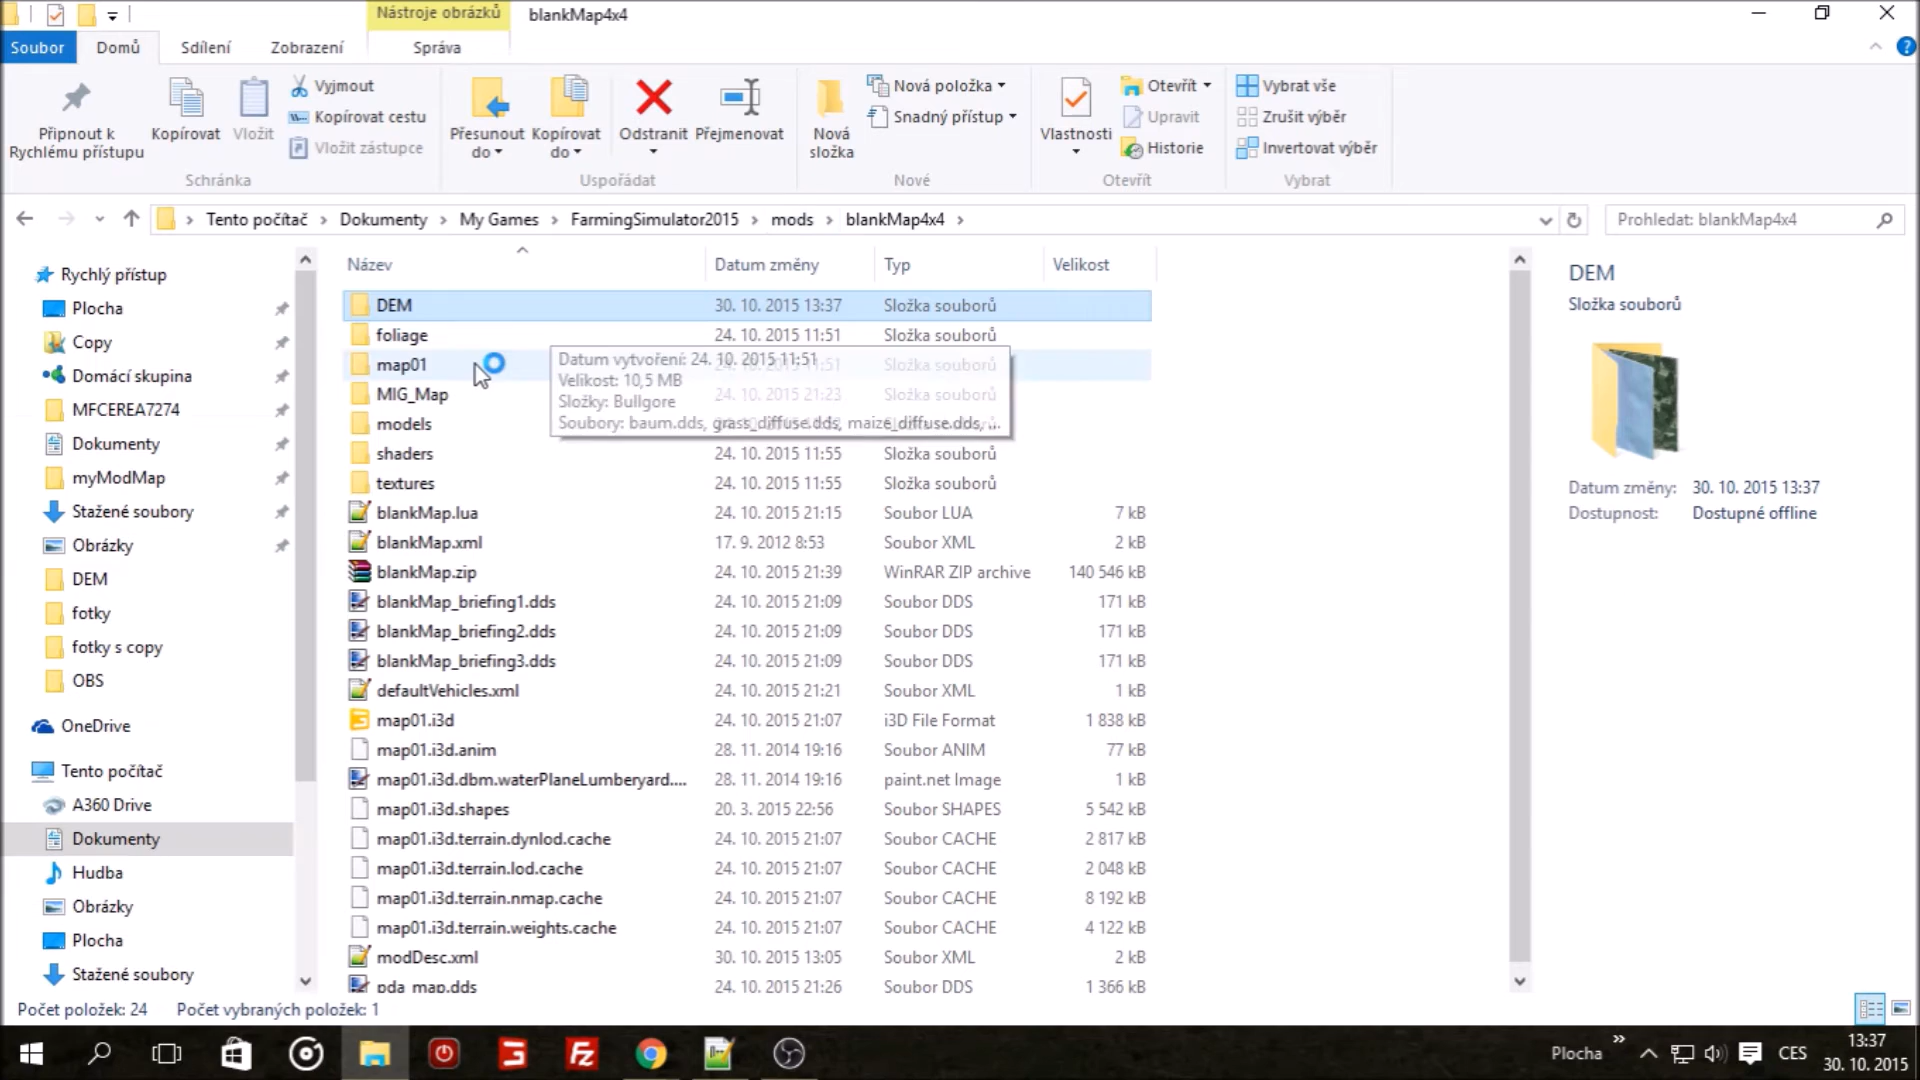 Nástroje obrázků
blankMap4x4
Soubor
Domů
Sdílení
Zobrazení
Správa
Připnout k
Rychlému přístupu
Kopírovat
Vložit
Vyjmout
Kopírovat cestu
Vložit zástupce
Schránka
Přesunout
do
Kopírovat
do
Odstranit
Přejmenovat
Uspořádat
Nová
složka
Nová položka
Snadný přístup
Nové
Vlastnosti
Otevřít
Upravit
Historie
Otevřít
Vybrat vše
Zrušit výběr
Invertovat výběr
Vybrat
Tento počítač > Dokumenty > My Games > FarmingSimulator2015 > mods > blankMap4x4 >
Prohledat: blankMap4x4
Rychlý přístup
Plocha
Copy
Domácí skupina
MFCEREA7274
Dokumenty
myModMap
Stažené soubory
Obrázky
DEM
fotky
fotky s copy
OBS
OneDrive
Tento počítač
A360 Drive
Dokumenty
Hudba
Obrázky
Plocha
Stažené soubory
Název Datum změny Typ Velikost
DEM 30. 10. 2015 13:37 Složka souborů
foliage 24. 10. 2015 11:51 Složka souborů
map01 Složka souborů
MIG_Map 21:23 Složka souborů
models
shaders 24. 10. 2015 11:55 Složka souborů
textures 24. 10. 2015 11:55 Složka souborů
blankMap.lua 24. 10. 2015 21:15 Soubor LUA 7 kB
blankMap.xml 17. 9. 2012 8:53 Soubor XML 2 kB
blankMap.zip 24. 10. 2015 21:39 WinRAR ZIP archive 140 546 kB
blankMap_briefing1.dds 24. 10. 2015 21:09 Soubor DDS 171 kB
blankMap_briefing2.dds 24. 10. 2015 21:09 Soubor DDS 171 kB
blankMap_briefing3.dds 24. 10. 2015 21:09 Soubor DDS 171 kB
defaultVehicles.xml 24. 10. 2015 21:21 Soubor XML 1 kB
map01.i3d 24. 10. 2015 21:07 i3D File Format 1 838 kB
map01.i3d.anim 28. 11. 2014 19:16 Soubor ANIM 77 kB
map01.i3d.dbm.waterPlaneLumberyard.... 28. 11. 2014 19:16 paint.net Image 1 kB
map01.i3d.shapes 20. 3. 2015 22:56 Soubor SHAPES 5 542 kB
map01.i3d.terrain.dynlod.cache 24. 10. 2015 21:07 Soubor CACHE 2 817 kB
map01.i3d.terrain.lod.cache 24. 10. 2015 21:07 Soubor CACHE 2 048 kB
map01.i3d.terrain.nmap.cache 24. 10. 2015 21:07 Soubor CACHE 8 192 kB
map01.i3d.terrain.weights.cache 24. 10. 2015 21:07 Soubor CACHE 4 122 kB
modDesc.xml 30. 10. 2015 13:05 Soubor XML 2 kB
pda_map.dds 24. 10. 2015 21:26 Soubor DDS 1 366 kB
Datum vytvoření: 24. 10. 2015 11:51
Velikost: 10,5 MB
Složky: Bullgore
Soubory: baum.dds, grass_diffuse.dds, maize_diffuse.dds, ...
DEM
Složka souborů
Datum změny: 30. 10. 2015 13:37
Dostupnost: Dostupné offline
Počet položek: 24 Počet vybraných položek: 1
Plocha
CES
13:37
30. 10. 2015